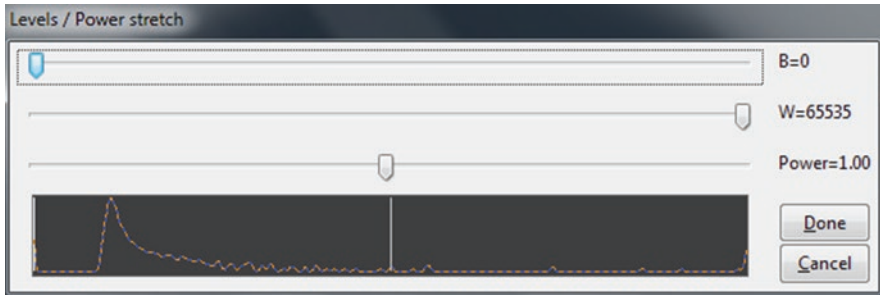 Levels / Power stretch
B=0
W=65535
Power=1.00
Done
Cancel